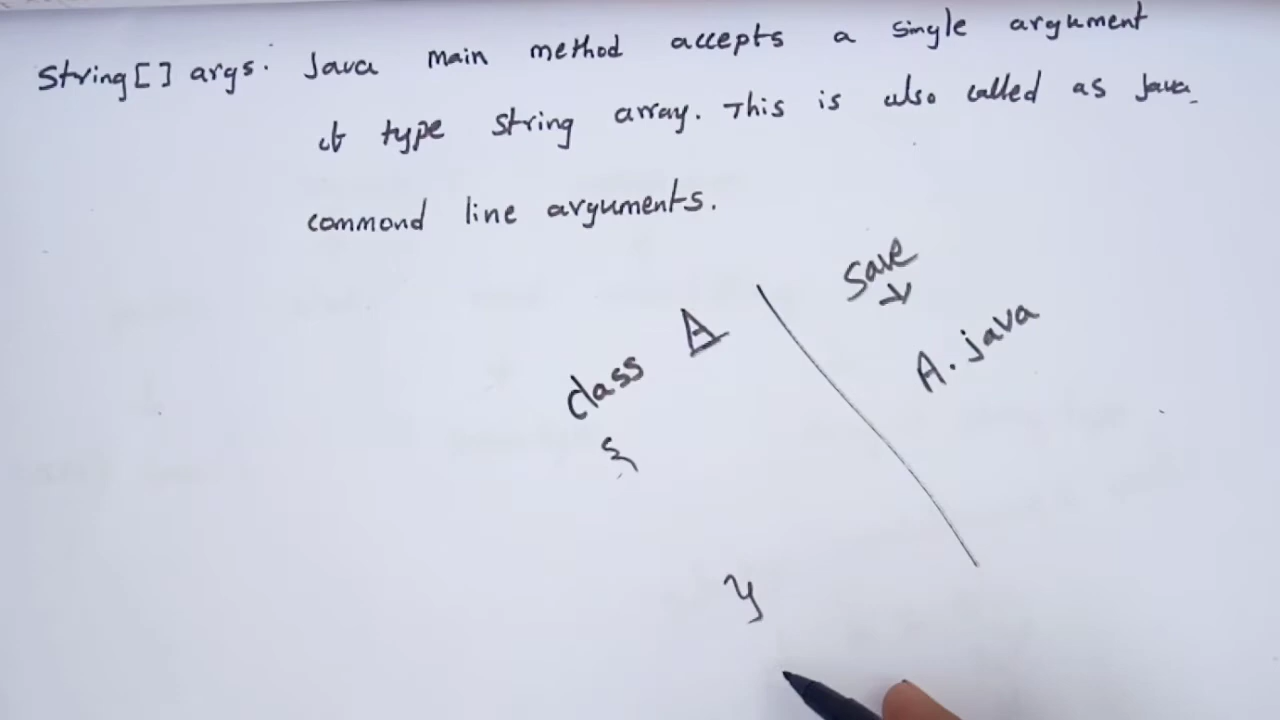 String[] args: Java main method accepts a single argument
of type string array. This is also called as Java
commond line arguments.
Save
class A
A.java
{
}